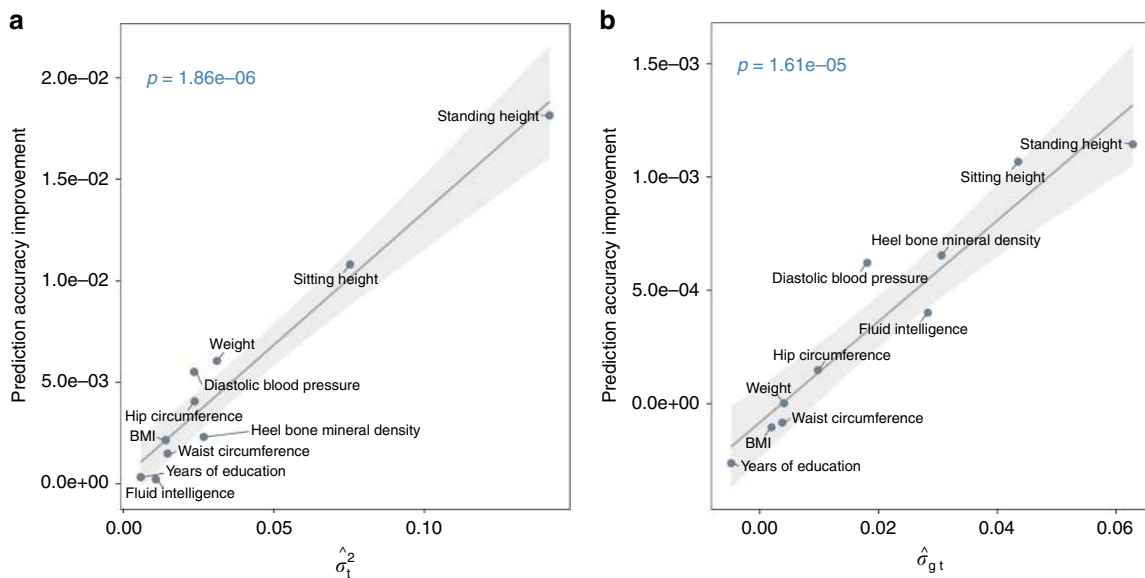 a
p = 1.86e–06
2.0e–02
1.5e–02
1.0e–02
5.0e–03
0.0e+00
Prediction accuracy improvement
Standing height
Sitting height
Weight
Diastolic blood pressure
Hip circumference
BMI
Heel bone mineral density
Waist circumference
Years of education
Fluid intelligence
0.00
0.05
0.10
σ̂²ₜ
b
p = 1.61e–05
1.5e–03
1.0e–03
5.0e–04
0.0e+00
Prediction accuracy improvement
Standing height
Sitting height
Heel bone mineral density
Diastolic blood pressure
Fluid intelligence
Hip circumference
Weight
Waist circumference
BMI
Years of education
0.00
0.02
0.04
0.06
σ̂ g t